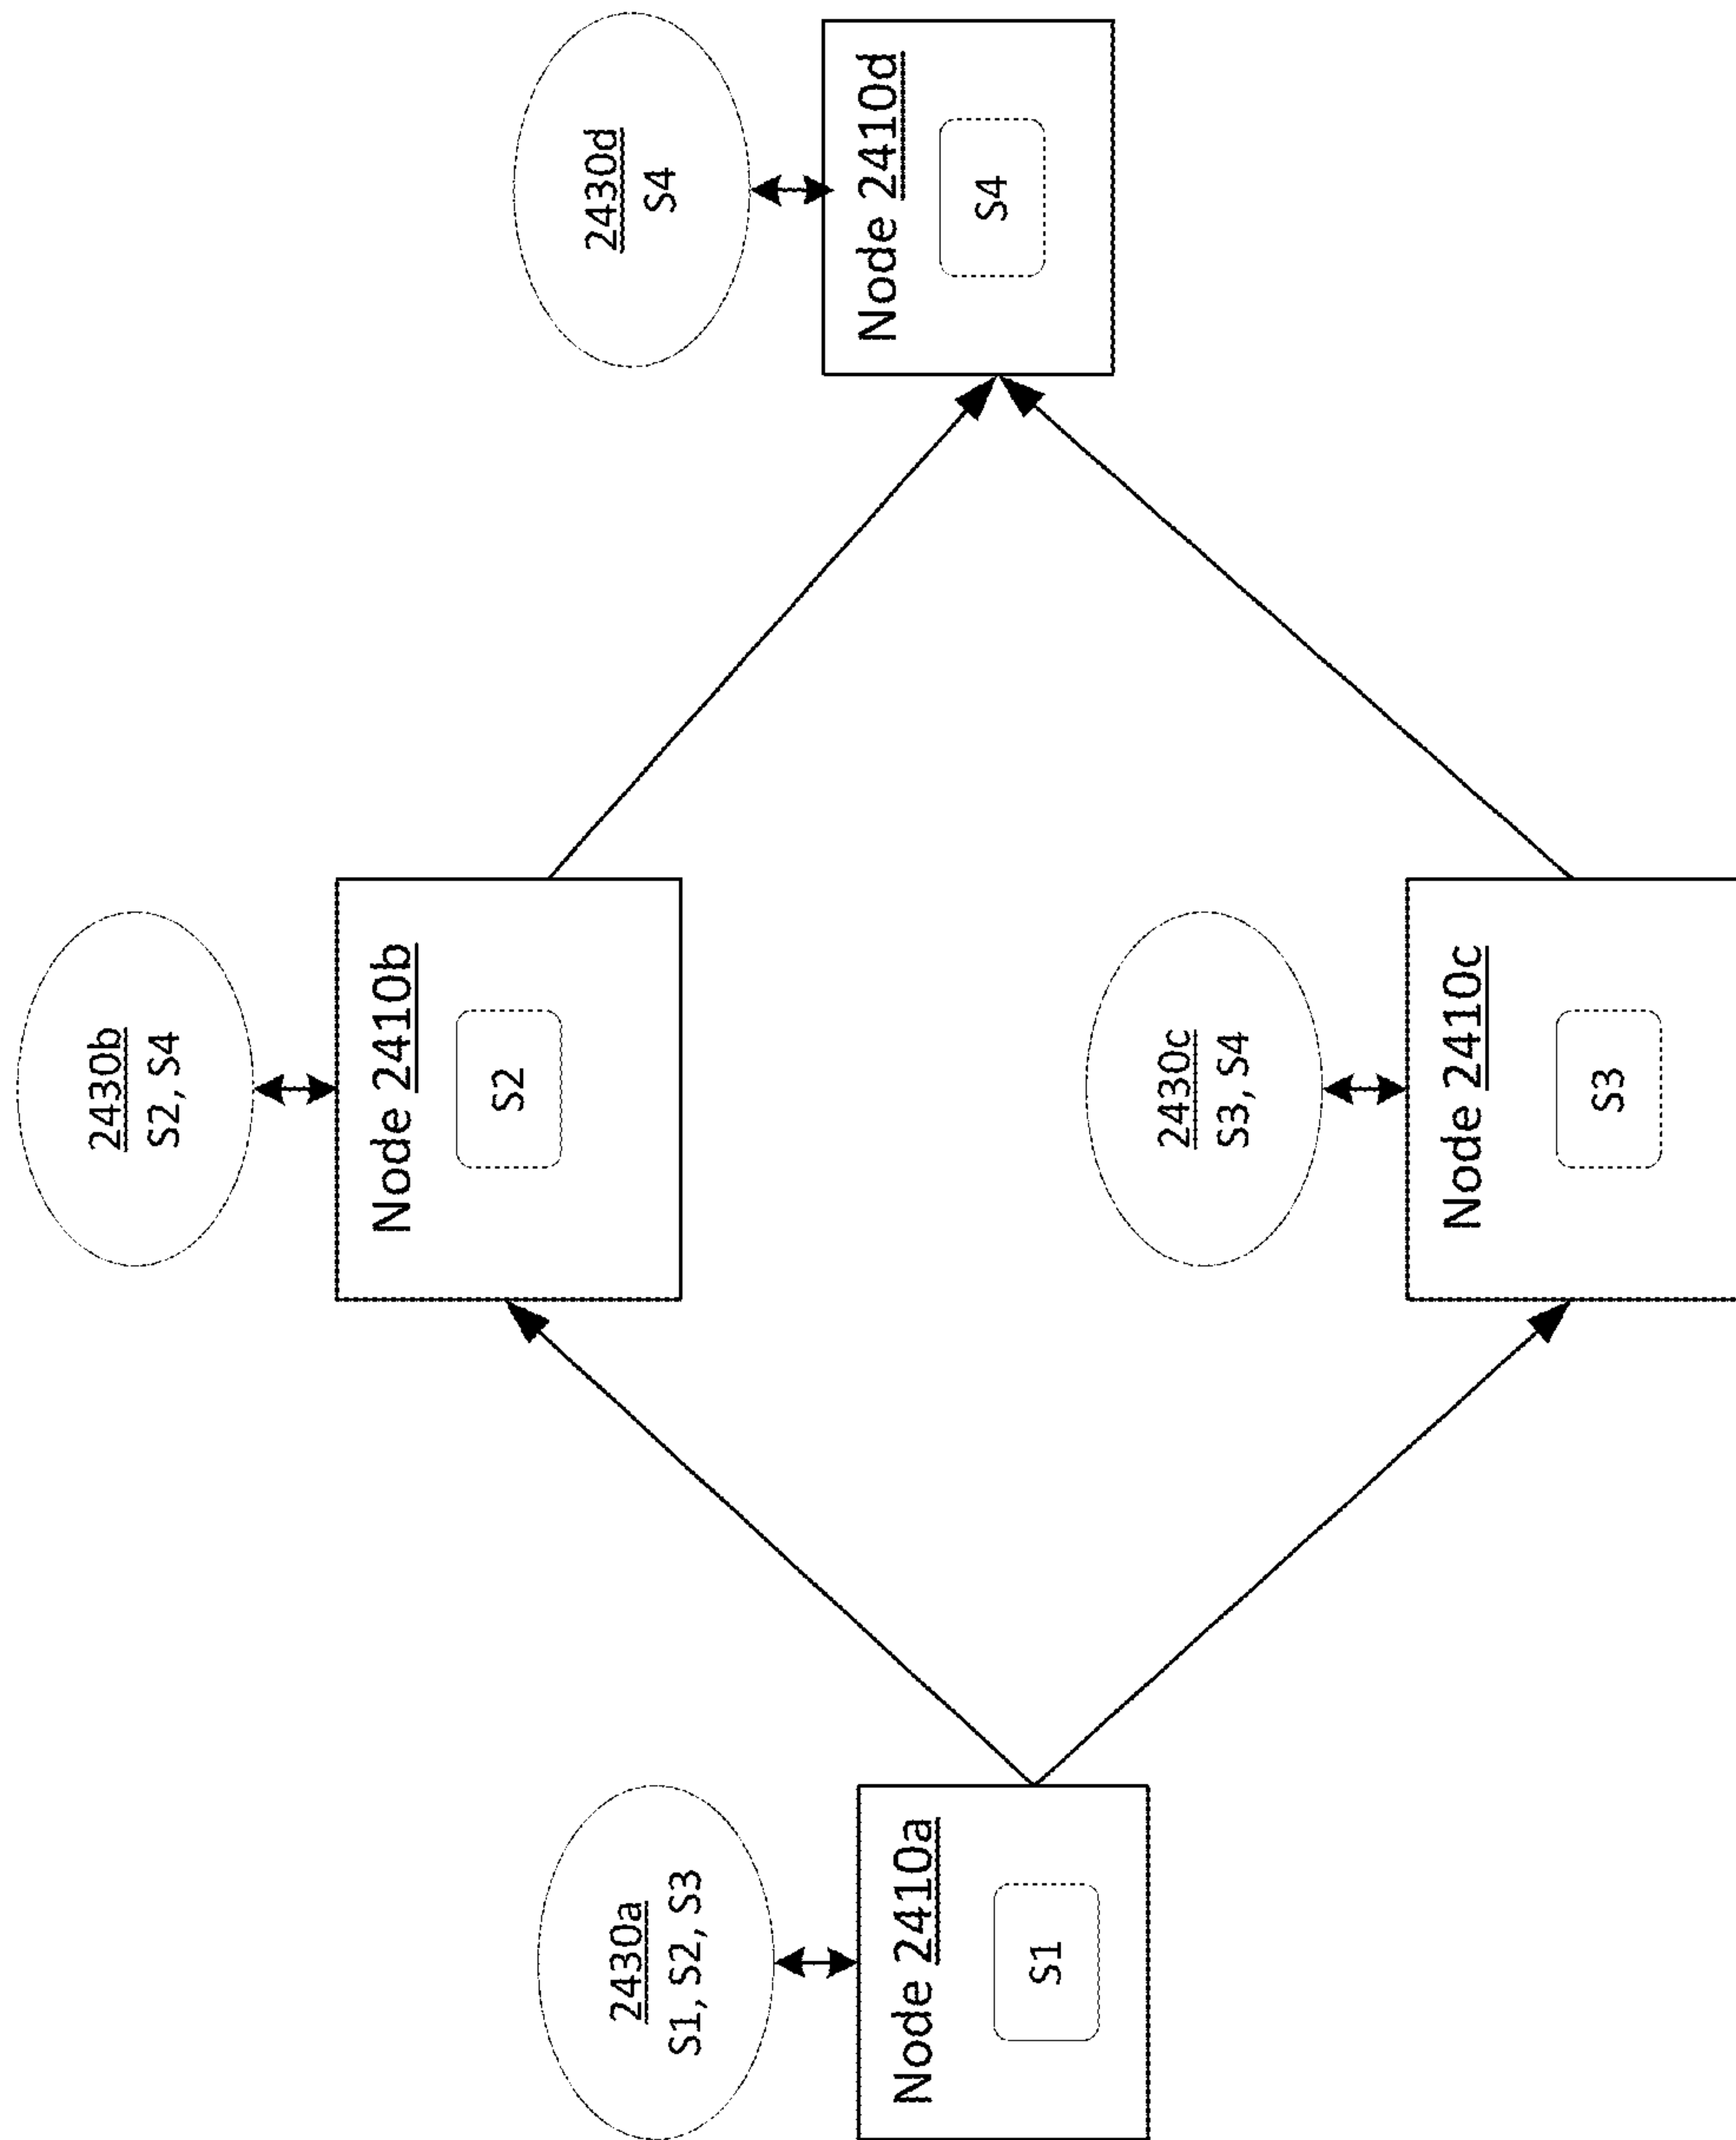 2430a
S1, S2, S3
Node 2410a
S1
2430b
S2, S4
Node 2410b
S2
2430c
S3, S4
Node 2410c
S3
2430d
S4
Node 2410d
S4